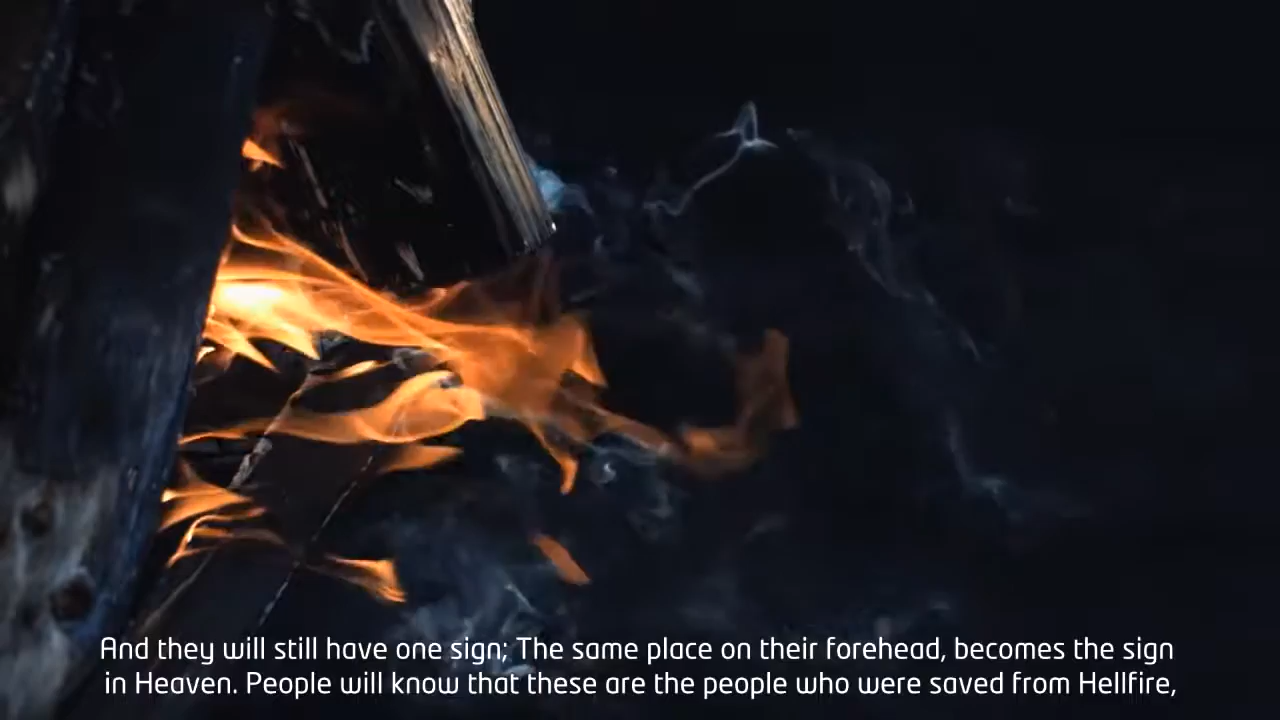 And they will still have one sign; The same place on their forehead, becomes the sign
in Heaven. People will know that these are the people who were saved from Hellfire,